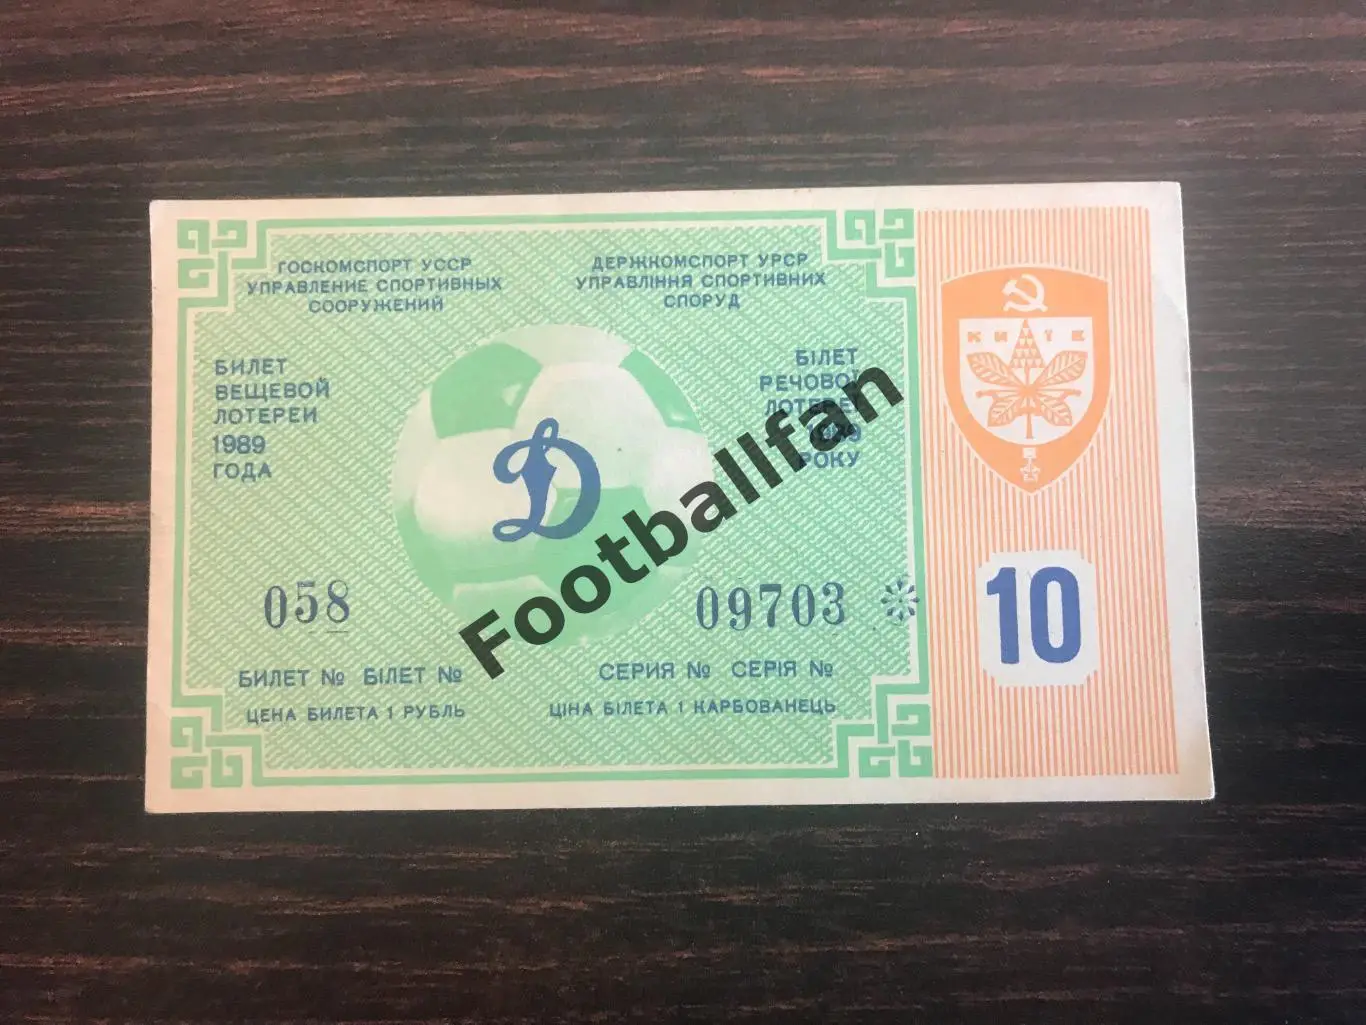 ГОСКОМСПОРТ УССР
УПРАВЛЕНИЕ СПОРТИВНЫХ
СООРУЖЕНИЙ
ДЕРЖКОМСПОРТ УРСР
УПРАВЛІННЯ СПОРТИВНИХ
СПОРУД
БИЛЕТ
ВЕЩЕВОЙ
ЛОТЕРЕИ
1989
ГОДА
БІЛЕТ
РЕЧОВОЇ
РОКУ
Д
КИЇВ
058
09703
10
БИЛЕТ № БІЛЕТ №
СЕРИЯ № СЕРІЯ №
ЦЕНА БИЛЕТА 1 РУБЛЬ
ЦІНА БІЛЕТА 1 КАРБОВАНЕЦЬ
Footballfan